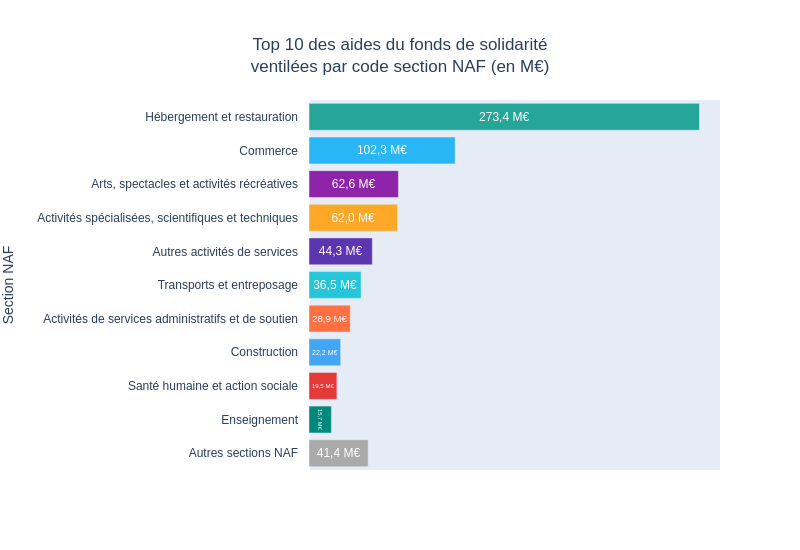 Top 10 des aides du fonds de solidarité
ventilées par code section NAF (en M€)
Section NAF
Hébergement et restauration 273,4 M€
Commerce 102,3 M€
Arts, spectacles et activités récréatives 62,6 M€
Activités spécialisées, scientifiques et techniques 62,0 M€
Autres activités de services 44,3 M€
Transports et entreposage 36,5 M€
Activités de services administratifs et de soutien 28,9 M€
Construction 22,2 M€
Santé humaine et action sociale 19,5 M€
Enseignement 15,7 M€
Autres sections NAF 41,4 M€